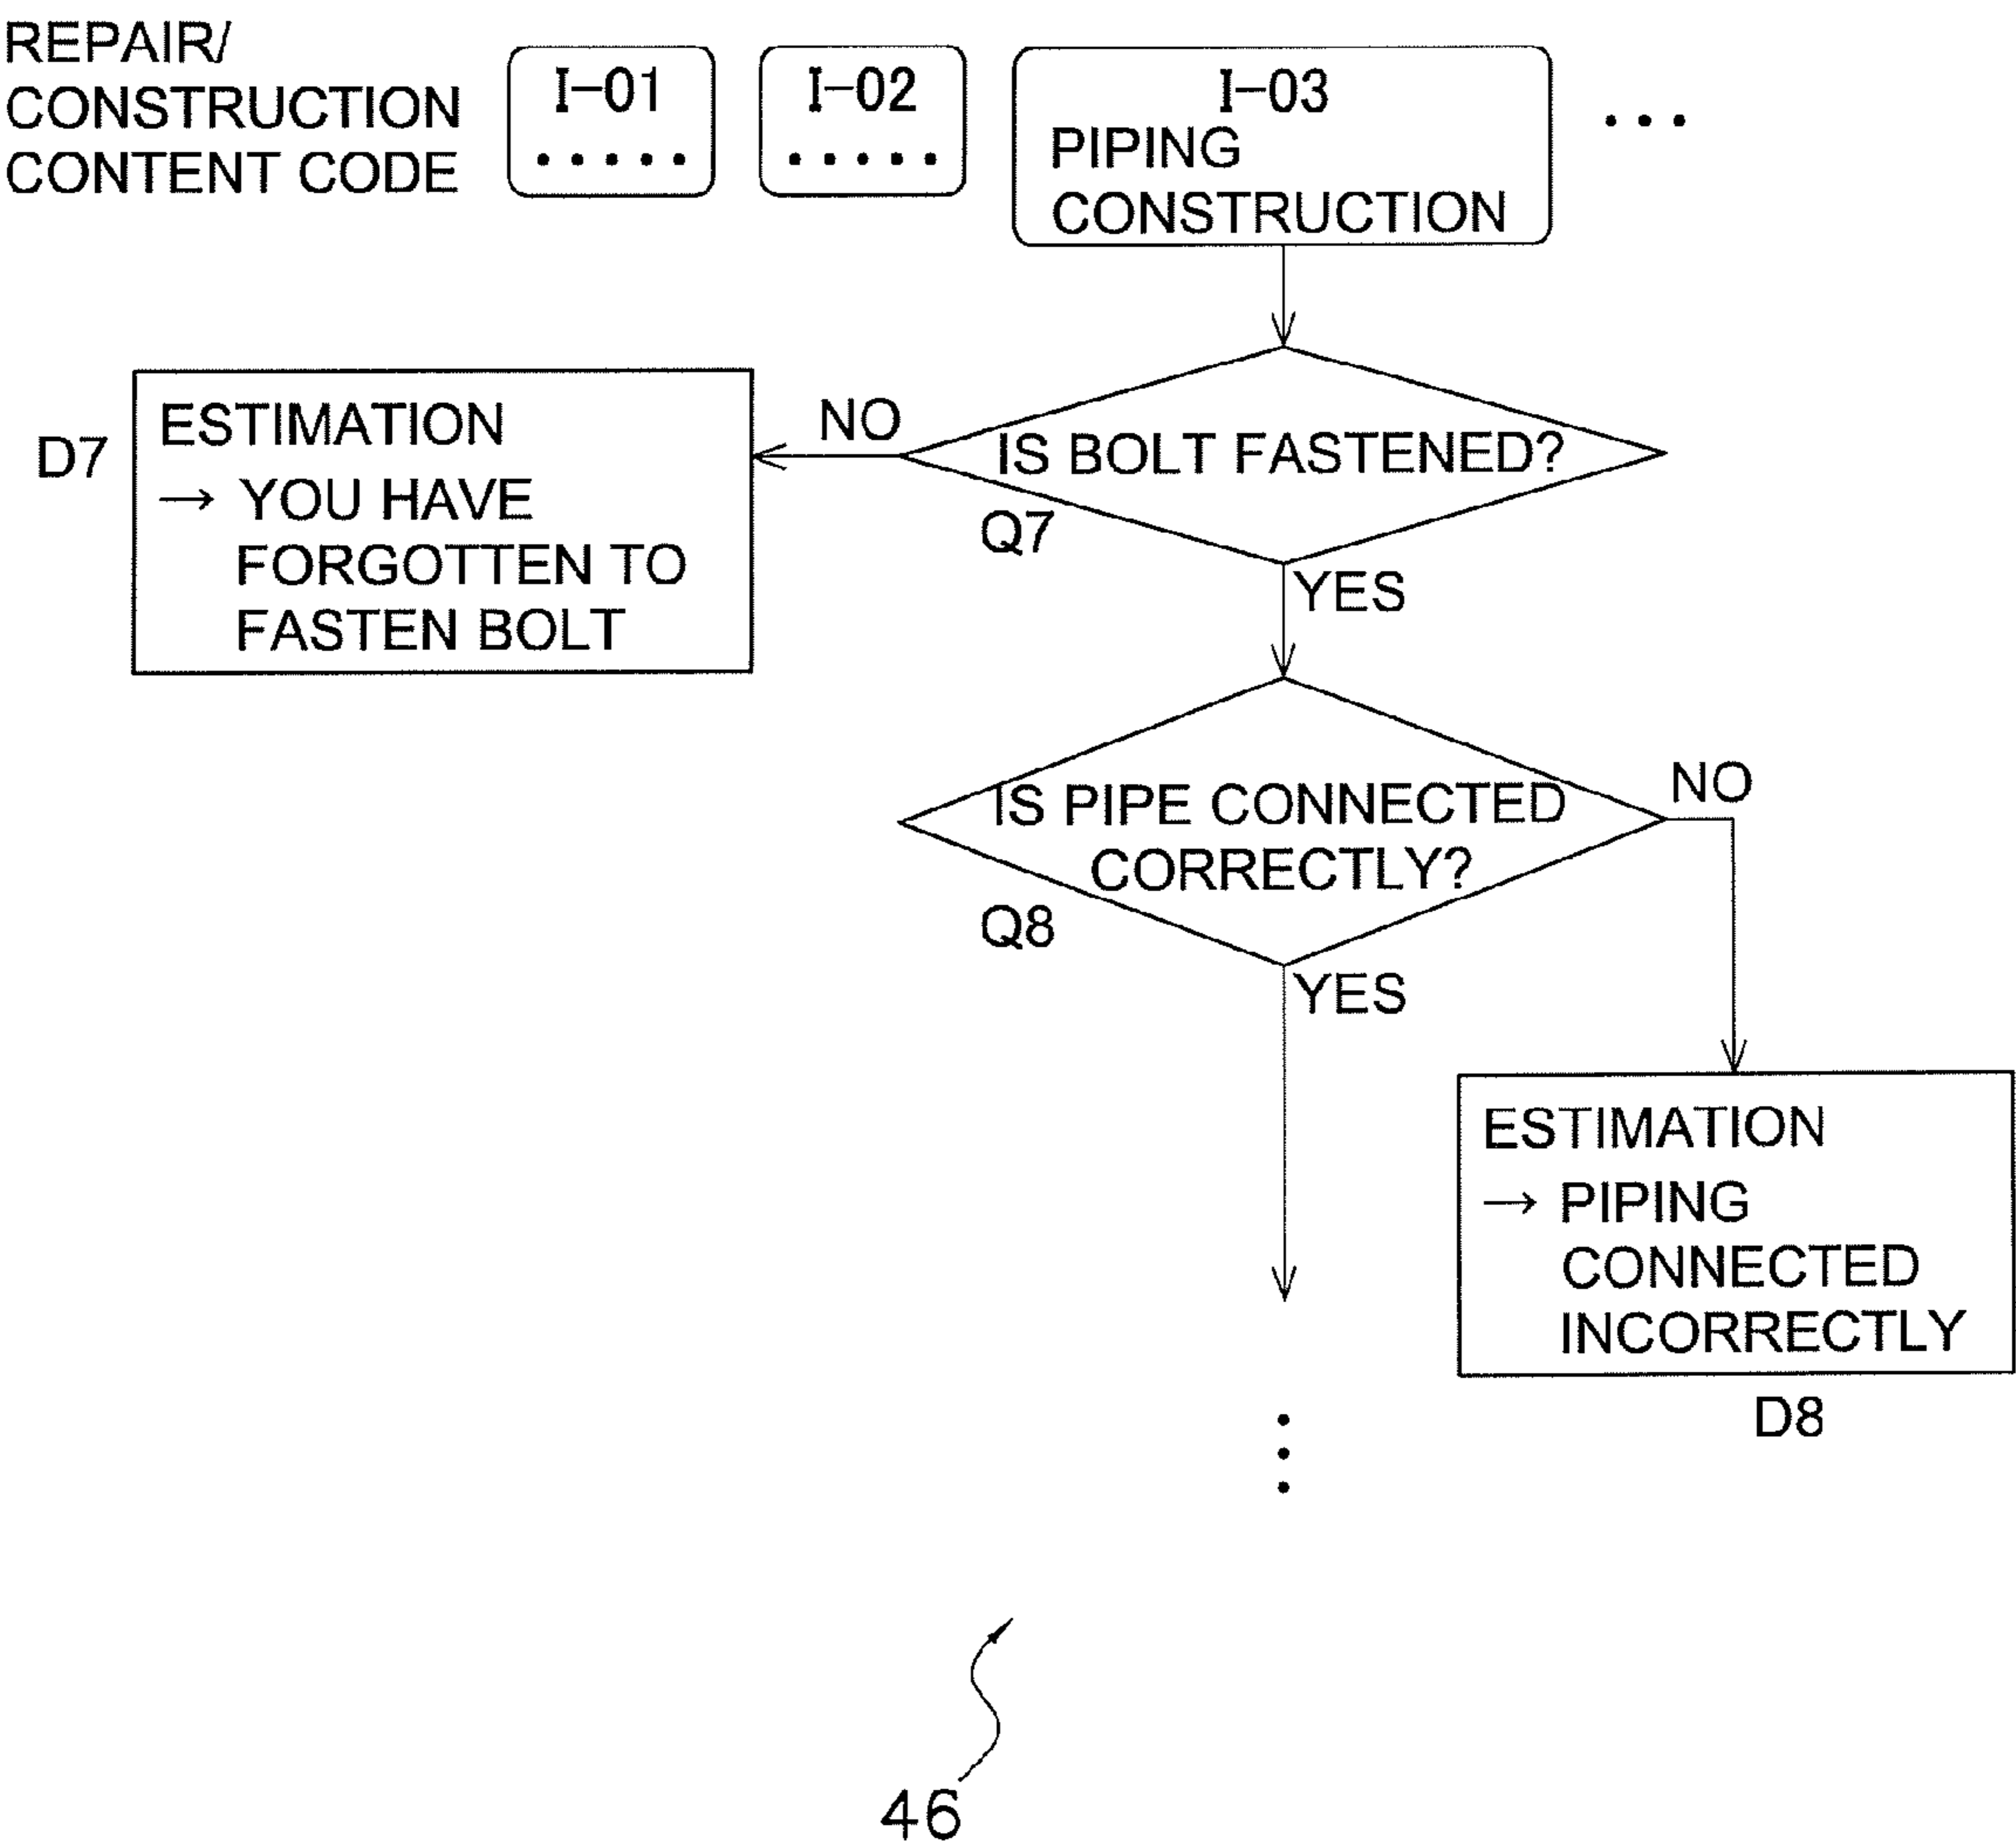 REPAIR/
CONSTRUCTION
CONTENT CODE
I-01
.....
I-02
.....
I-03
PIPING
CONSTRUCTION
...
IS BOLT FASTENED?
Q7
NO
D7
ESTIMATION
→ YOU HAVE
FORGOTTEN TO
FASTEN BOLT
YES
IS PIPE CONNECTED
CORRECTLY?
Q8
NO
YES
ESTIMATION
→ PIPING
CONNECTED
INCORRECTLY
D8
46